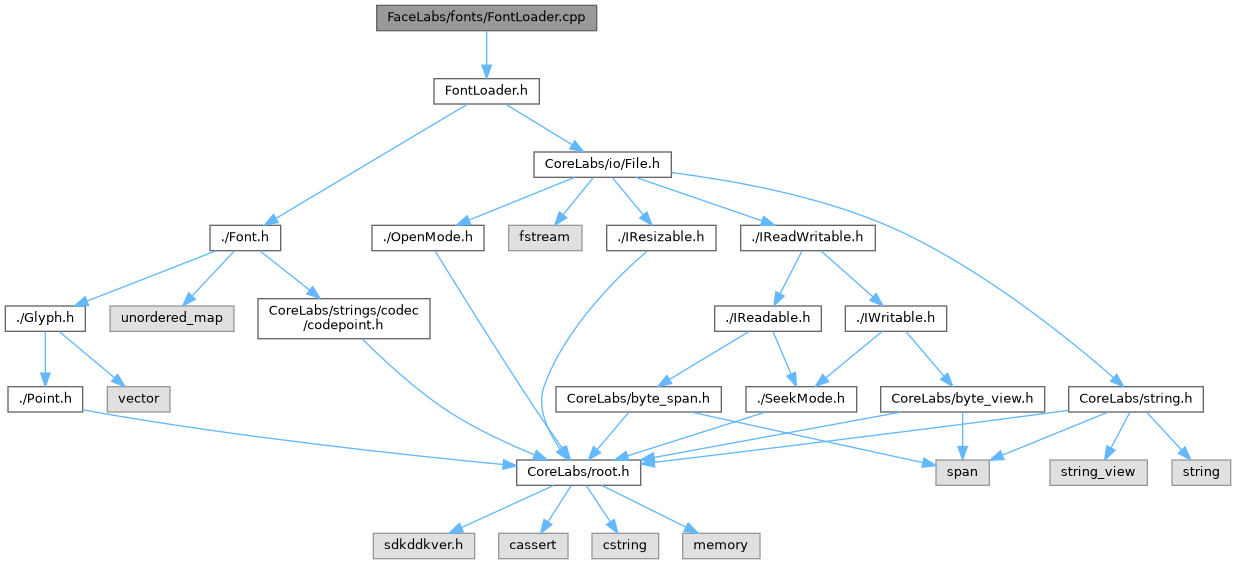 FaceLabs/fonts/FontLoader.cpp
FontLoader.h
CoreLabs/io/File.h
./Font.h
./OpenMode.h
fstream
./IResizable.h
./IReadWritable.h
./Glyph.h
unordered_map
CoreLabs/strings/codec
/codepoint.h
./IReadable.h
./IWritable.h
./Point.h
vector
CoreLabs/byte_span.h
./SeekMode.h
CoreLabs/byte_view.h
CoreLabs/string.h
CoreLabs/root.h
span
string_view
string
sdkddkver.h
cassert
cstring
memory